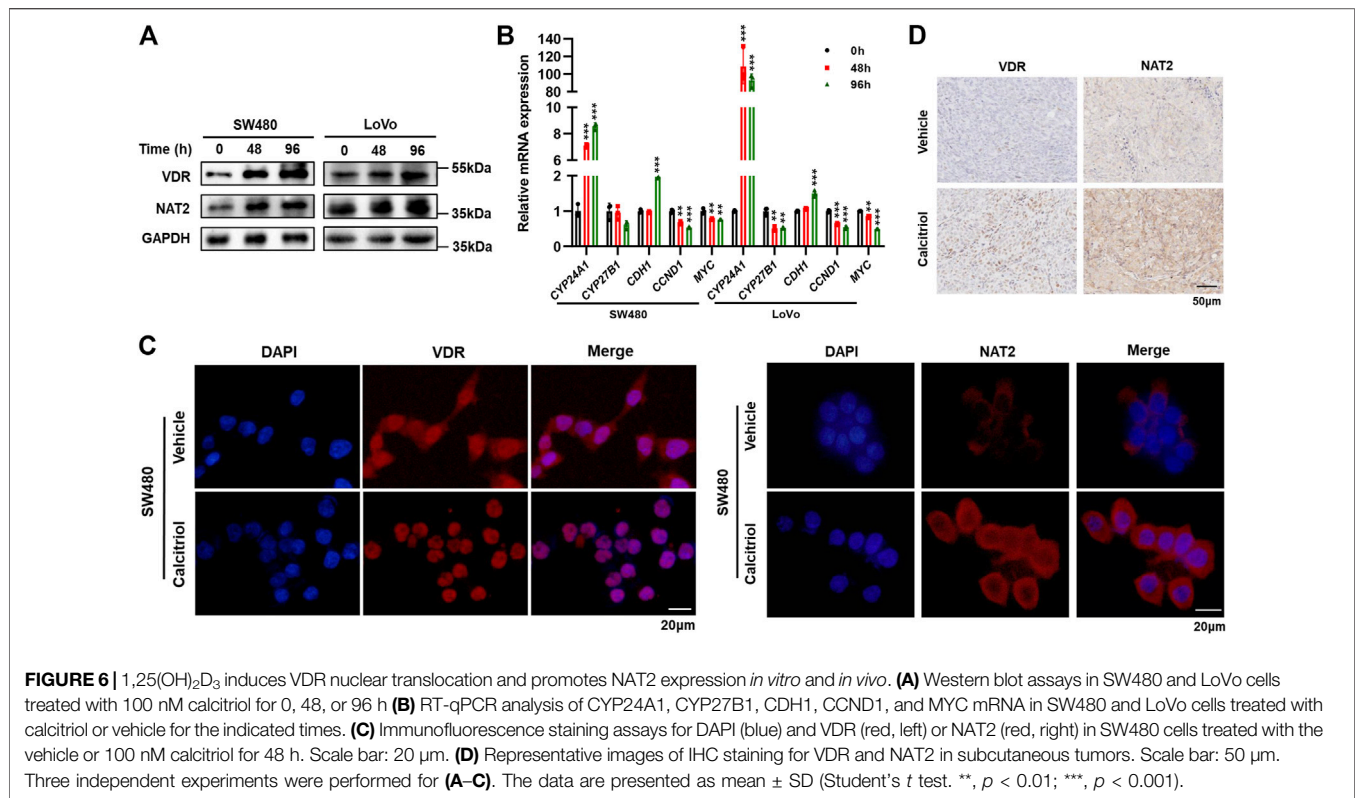 A
SW480 LoVo
Time (h) 0 48 96 0 48 96
VDR 55kDa
NAT2 35kDa
GAPDH 35kDa
B
Relative mRNA expression
140
120
100
80
10
8
6
4
2
2
1
0
*** *** *** ** *** ** ** *** *** ** ** *** *** *** ** ***
0h
48h
96h
CYP24A1 CYP27B1 CDH1 CCND1 MYC CYP24A1 CYP27B1 CDH1 CCND1 MYC
SW480 LoVo
D
VDR NAT2
Vehicle
Calcitriol
50μm
C
DAPI VDR Merge
SW480
Vehicle
Calcitriol
20μm
DAPI NAT2 Merge
SW480
Vehicle
Calcitriol
20μm
FIGURE 6 | 1,25(OH)₂D₃ induces VDR nuclear translocation and promotes NAT2 expression in vitro and in vivo. (A) Western blot assays in SW480 and LoVo cells
treated with 100 nM calcitriol for 0, 48, or 96 h (B) RT-qPCR analysis of CYP24A1, CYP27B1, CDH1, CCND1, and MYC mRNA in SW480 and LoVo cells treated with
calcitriol or vehicle for the indicated times. (C) Immunofluorescence staining assays for DAPI (blue) and VDR (red, left) or NAT2 (red, right) in SW480 cells treated with the
vehicle or 100 nM calcitriol for 48 h. Scale bar: 20 μm. (D) Representative images of IHC staining for VDR and NAT2 in subcutaneous tumors. Scale bar: 50 μm.
Three independent experiments were performed for (A–C). The data are presented as mean ± SD (Student's t test. **, p < 0.01; ***, p < 0.001).